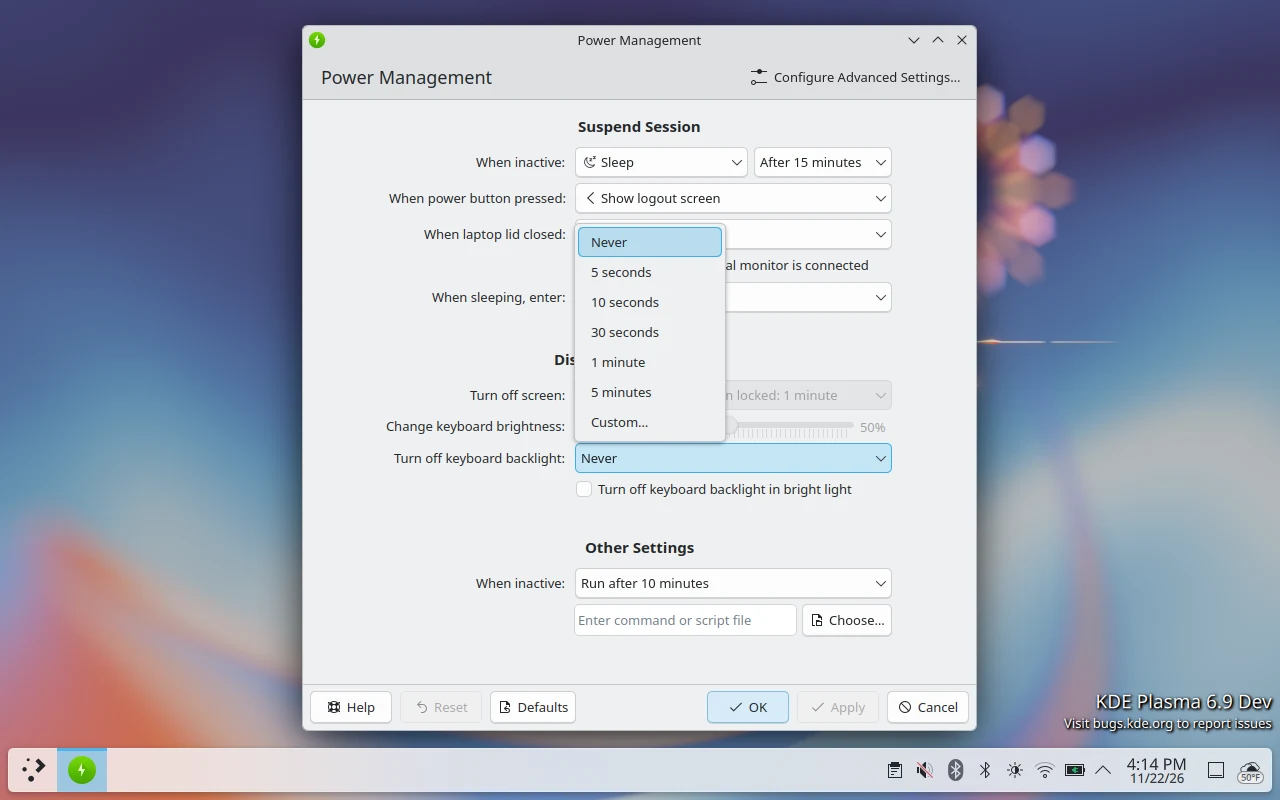 Power Management
Power Management
Configure Advanced Settings...
Suspend Session
When inactive: Sleep After 15 minutes
When power button pressed: Show logout screen
When laptop lid closed:
al monitor is connected
When sleeping, enter:
Never
5 seconds
10 seconds
30 seconds
1 minute
5 minutes
Custom...
Dis
Turn off screen: n locked: 1 minute
Change keyboard brightness: 50%
Turn off keyboard backlight: Never
Turn off keyboard backlight in bright light
Other Settings
When inactive: Run after 10 minutes
Enter command or script file Choose...
Help Reset Defaults OK Apply Cancel
KDE Plasma 6.9 Dev
Visit bugs.kde.org to report issues
4:14 PM
11/22/26
50°F